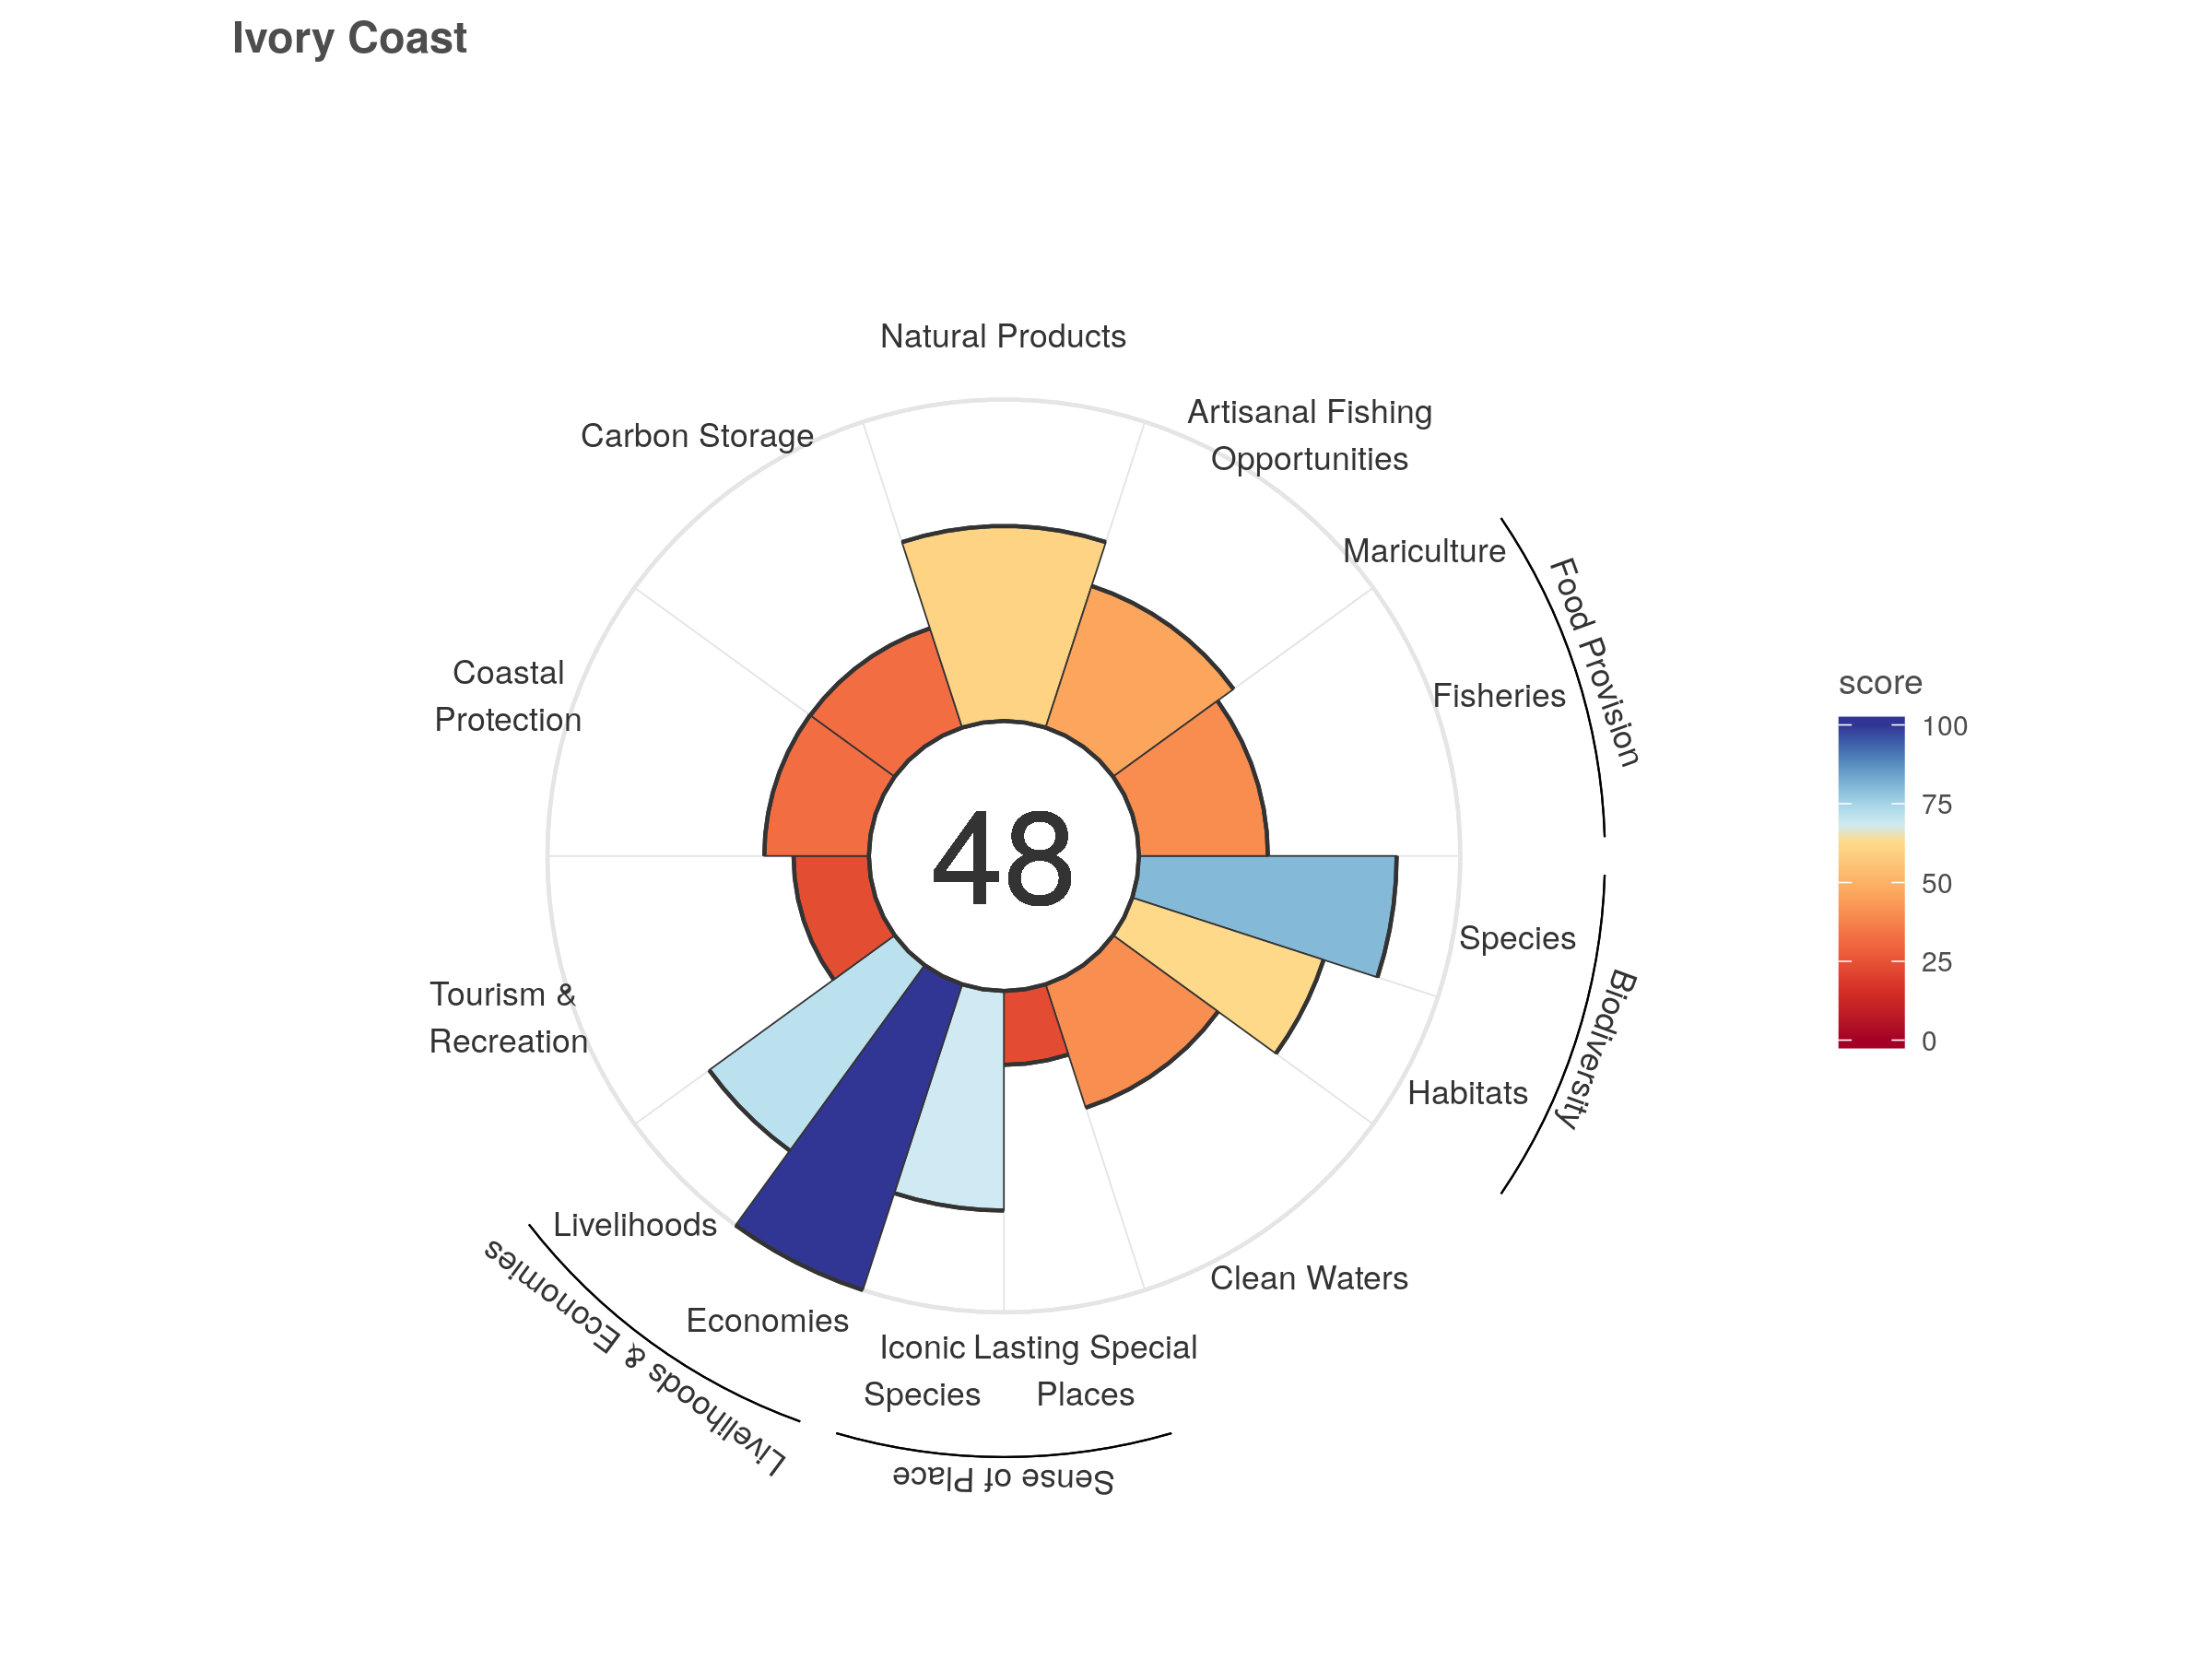 Ivory Coast
Natural Products
Artisanal Fishing
Opportunities
Carbon Storage
Mariculture
Food Provision
Fisheries
Coastal
Protection
score
100
75
50
25
0
48
Species
Biodiversity
Habitats
Tourism &
Recreation
Livelihoods
Economies
Livelihoods & Economies
Clean Waters
Iconic
Species
Lasting Special
Places
Sense of Place